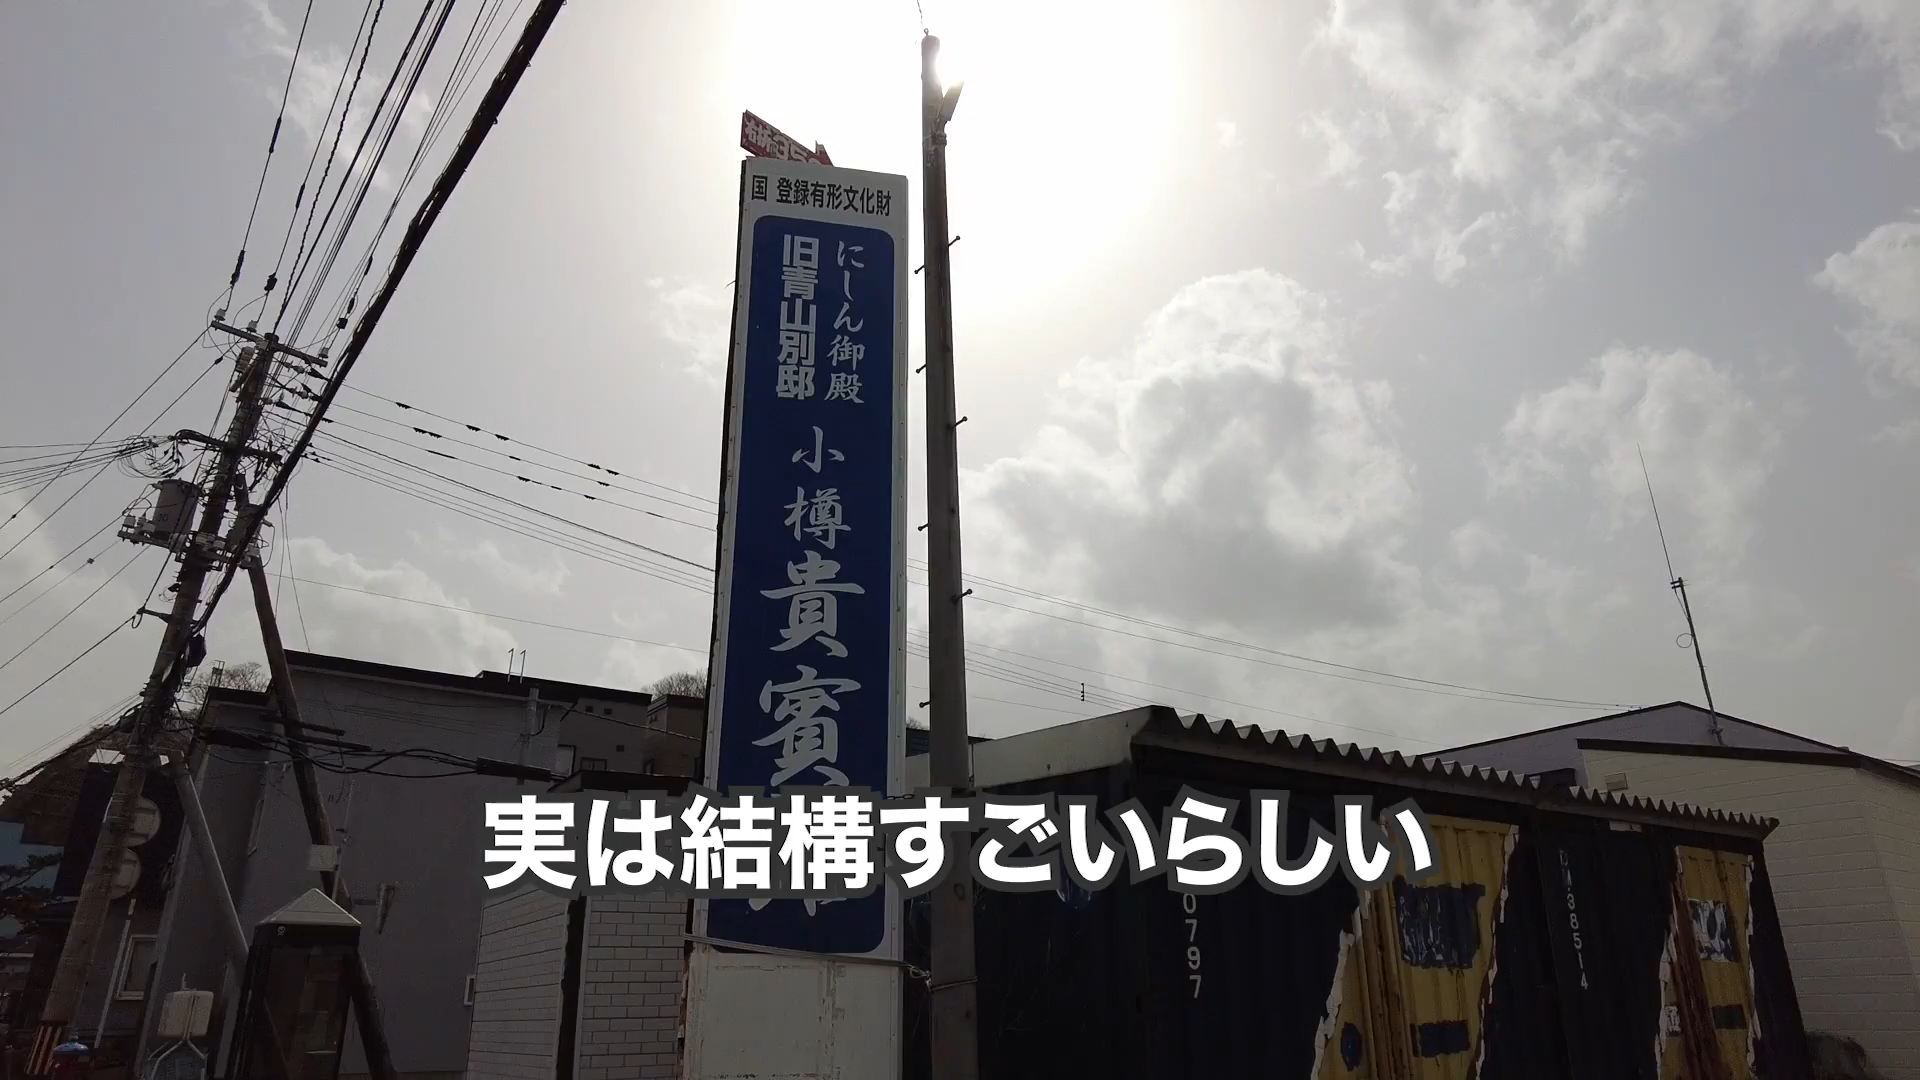 国 登録有形文化財
にしん御殿
旧青山別邸
小樽貴賓
実は結構すごいらしい
0797
38514